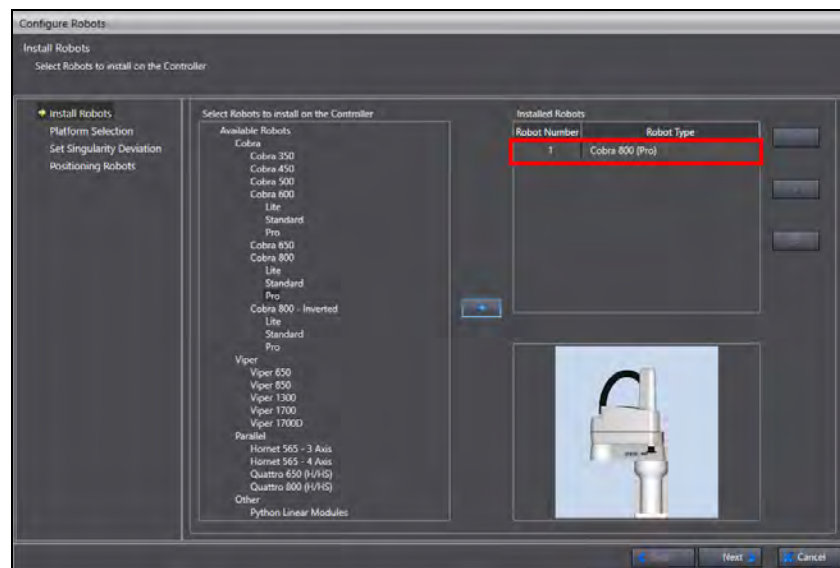 Configure Robots
Install Robots
Select Robots to install on the Controller
Install Robots
Platform Selection
Set Singularity Deviation
Positioning Robots
Select Robots to install on the Controller
Available Robots
Cobra
Cobra 350
Cobra 450
Cobra 500
Cobra 600
Lite
Standard
Pro
Cobra 650
Cobra 800
Lite
Standard
Pro
Cobra 800 - Inverted
Lite
Standard
Pro
Viper
Viper 650
Viper 850
Viper 1300
Viper 1700
Viper 1700D
Parallel
Hornet 565 - 3 Axis
Hornet 565 - 4 Axis
Quattro 650 (H/HS)
Quattro 800 (H/HS)
Other
Python Linear Modules
Installed Robots
Robot Number Robot Type
1 Cobra 800 (Pro)
Next
Cancel